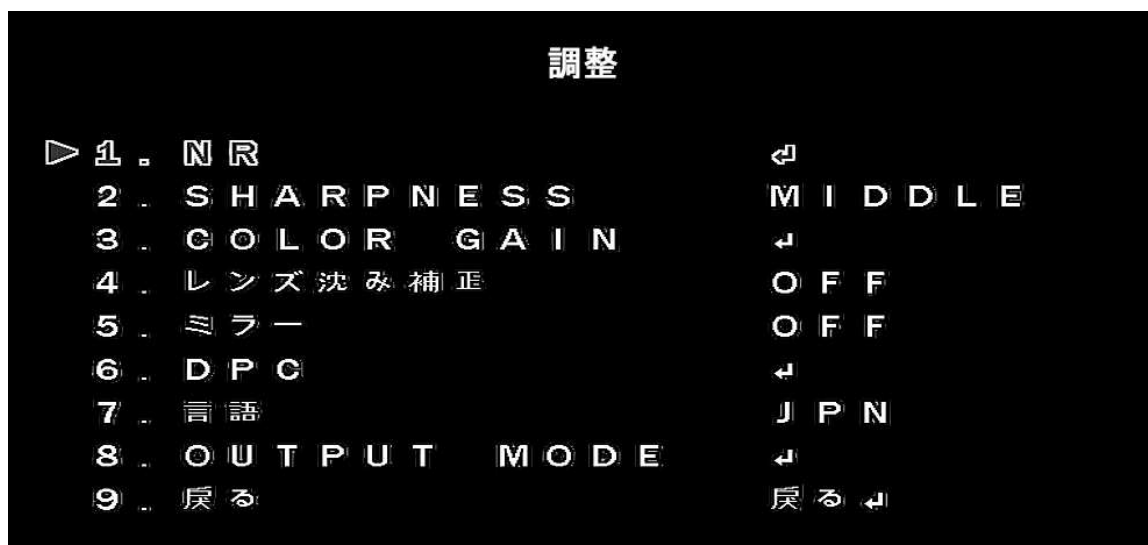 調整
▷1. NR ⏎
2. SHARPNESS MIDDLE
3. COLOR GAIN ↵
4. レンズ沈み補正 OFF
5. ミラー OFF
6. DPC ↵
7. 言語 JPN
8. OUTPUT MODE ↵
9. 戻る 戻る↵